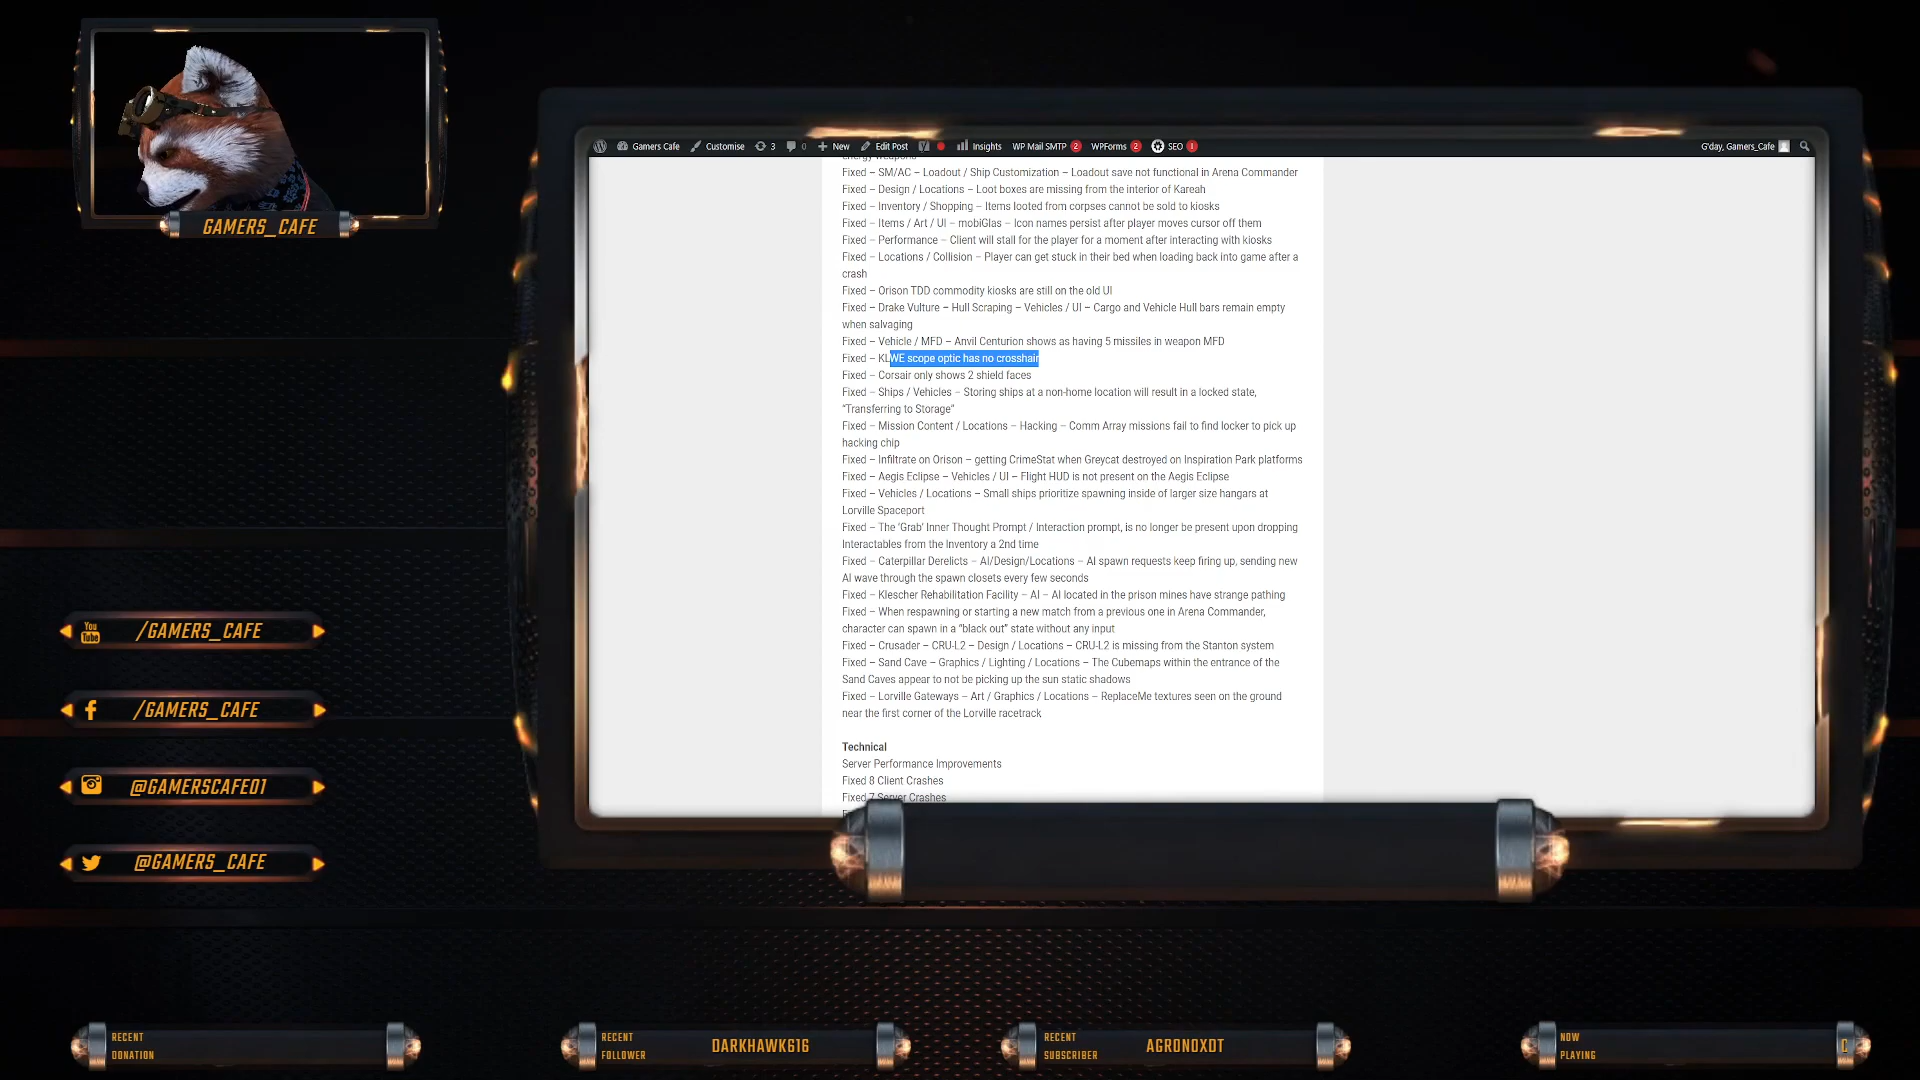 GAMERS_CAFE
Gamers Cafe Customise 3 0 New Edit Post Insights WP Mail SMTP 2 WPForms 2 SEO 1 G'day, Gamers_Cafe
energy weapons
Fixed – SM/AC – Loadout / Ship Customization – Loadout save not functional in Arena Commander
Fixed – Design / Locations – Loot boxes are missing from the interior of Kareah
Fixed – Inventory / Shopping – Items looted from corpses cannot be sold to kiosks
Fixed – Items / Art / UI – mobiGlas – Icon names persist after player moves cursor off them
Fixed – Performance – Client will stall for the player for a moment after interacting with kiosks
Fixed – Locations / Collision – Player can get stuck in their bed when loading back into game after a
crash
Fixed – Orison TDD commodity kiosks are still on the old UI
Fixed – Drake Vulture – Hull Scraping – Vehicles / UI – Cargo and Vehicle Hull bars remain empty
when salvaging
Fixed – Vehicle / MFD – Anvil Centurion shows as having 5 missiles in weapon MFD
Fixed – KLWE scope optic has no crosshair
Fixed – Corsair only shows 2 shield faces
Fixed – Ships / Vehicles – Storing ships at a non-home location will result in a locked state,
“Transferring to Storage”
Fixed – Mission Content / Locations – Hacking – Comm Array missions fail to find locker to pick up
hacking chip
Fixed – Infiltrate on Orison – getting CrimeStat when Greycat destroyed on Inspiration Park platforms
Fixed – Aegis Eclipse – Vehicles / UI – Flight HUD is not present on the Aegis Eclipse
Fixed – Vehicles / Locations – Small ships prioritize spawning inside of larger size hangars at
Lorville Spaceport
Fixed – The ‘Grab’ Inner Thought Prompt / Interaction prompt, is no longer be present upon dropping
Interactables from the Inventory a 2nd time
Fixed – Caterpillar Derelicts – AI/Design/Locations – AI spawn requests keep firing up, sending new
AI wave through the spawn closets every few seconds
Fixed – Klescher Rehabilitation Facility – AI – AI located in the prison mines have strange pathing
Fixed – When respawning or starting a new match from a previous one in Arena Commander,
character can spawn in a “black out” state without any input
Fixed – Crusader – CRU-L2 – Design / Locations – CRU-L2 is missing from the Stanton system
Fixed – Sand Cave – Graphics / Lighting / Locations – The Cubemaps within the entrance of the
Sand Caves appear to not be picking up the sun static shadows
Fixed – Lorville Gateways – Art / Graphics / Locations – ReplaceMe textures seen on the ground
near the first corner of the Lorville racetrack
Technical
Server Performance Improvements
Fixed 8 Client Crashes
Fixed 7 Server Crashes
You Tube /GAMERS_CAFE
/GAMERS_CAFE
@GAMERSCAFE01
@GAMERS_CAFE
RECENT DONATION
RECENT FOLLOWER DARKHAWK616
RECENT SUBSCRIBER AGRONOXDT
NOW PLAYING